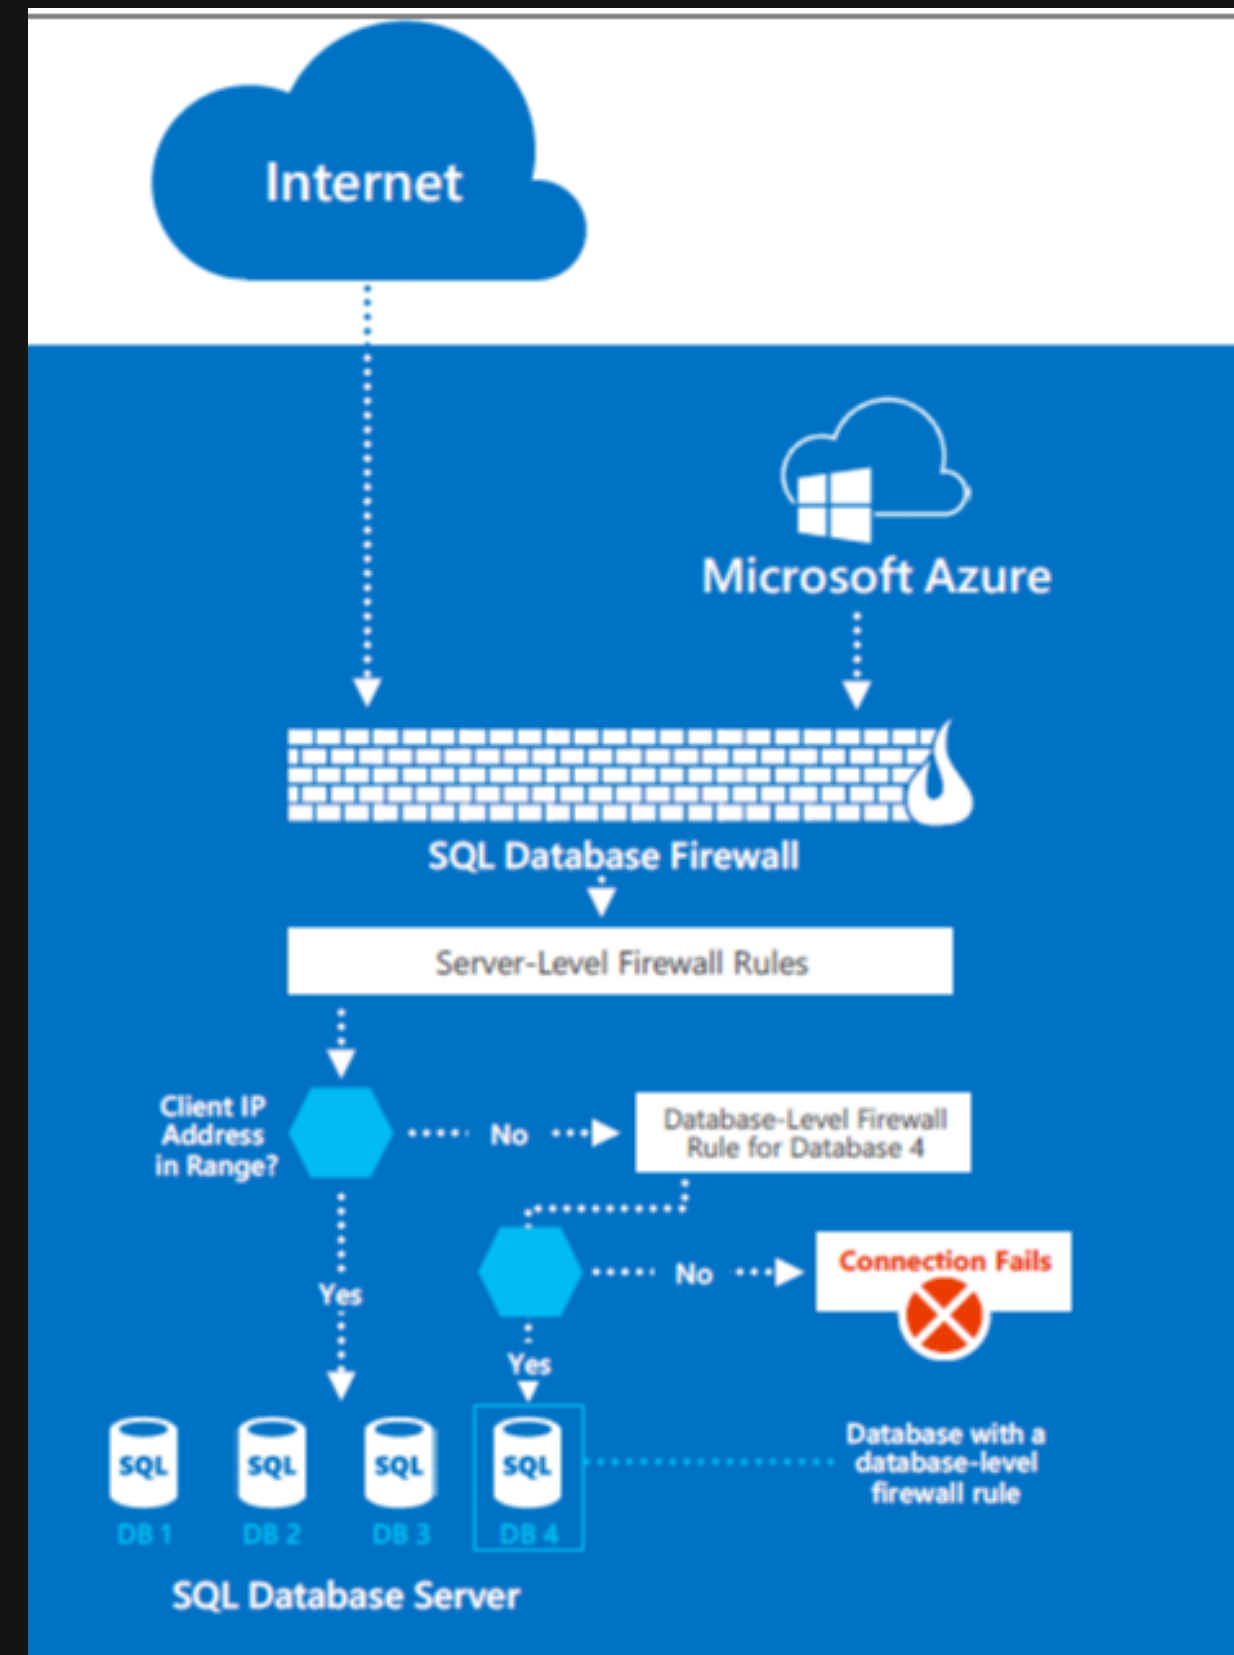 Internet
Microsoft Azure
SQL Database Firewall
Server-Level Firewall Rules
Client IP
Address
in Range?
No
Database-Level Firewall
Rule for Database 4
No
Connection Fails
Yes
Yes
SQL
SQL
SQL
SQL
DB 1
DB 2
DB 3
DB 4
Database with a
database-level
firewall rule
SQL Database Server